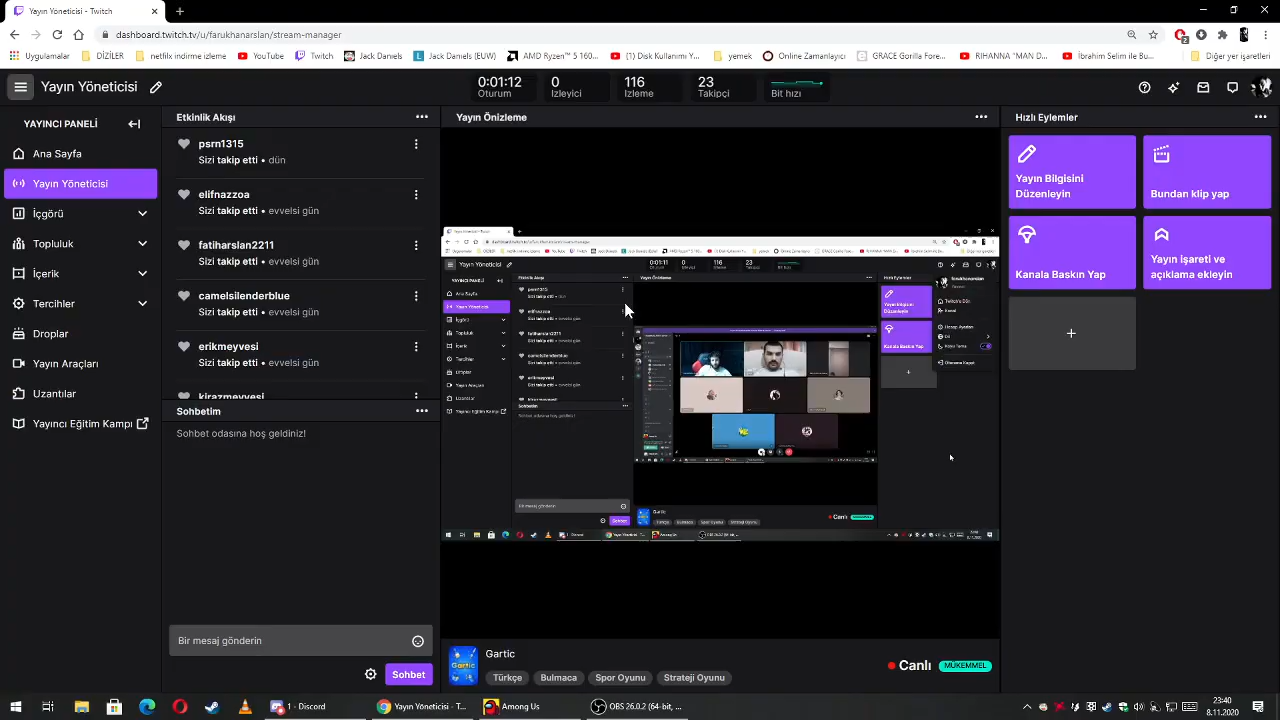 Yayın Yöneticisi - Twitch
dashboard.twitch.tv/u/farukhanarslan/stream-manager
Uygulamalar
DİZİLER
netflix indirme izleme
YouTube
Twitch
Jack Daniels
Jack Daniels (EUW)
AMD Ryzen™ 5 160...
(1) Disk Kullanımı Y...
yemek
Online Zamanlayıcı
GRACE Gorilla Forei...
RIHANNA "MAN D...
İbrahim Selim ile Bu...
Diğer yer işaretleri
Yayın Yöneticisi
0:01:12
Oturum
0
İzleyici
116
İzleme
23
Takipçi
Bit hızı
YAYINCI PANELİ
Ana Sayfa
Yayın Yöneticisi
İçgörü
Topluluk
İçerik
Tercihler
Droplar
Yayın Araçları
Uzantılar
Yayıncı Eğitim Kampı
Etkinlik Akışı
psrn1315
Sizi takip etti • dün
elifnazzoa
Sizi takip etti • evvelsi gün
fatiharslan2211
Sizi takip etti • evvelsi gün
camelsilenderblue
Sizi takip etti • evvelsi gün
erikmeyvesi
Sizi takip etti • evvelsi gün
kirazmeyvesi
Sohbetim
Sohbet odasına hoş geldiniz!
Bir mesaj gönderin
Sohbet
Yayın Önizleme
Gartic
Türkçe
Bulmaca
Spor Oyunu
Strateji Oyunu
Canlı
MÜKEMMEL
Hızlı Eylemler
Yayın Bilgisini
Düzenleyin
Bundan klip yap
Kanala Baskın Yap
Yayın işareti ve
açıklama ekleyin
- Discord
Yayın Yöneticisi - T...
Among Us
OBS 26.0.2 (64-bit, ...
23:40
8.11.2020